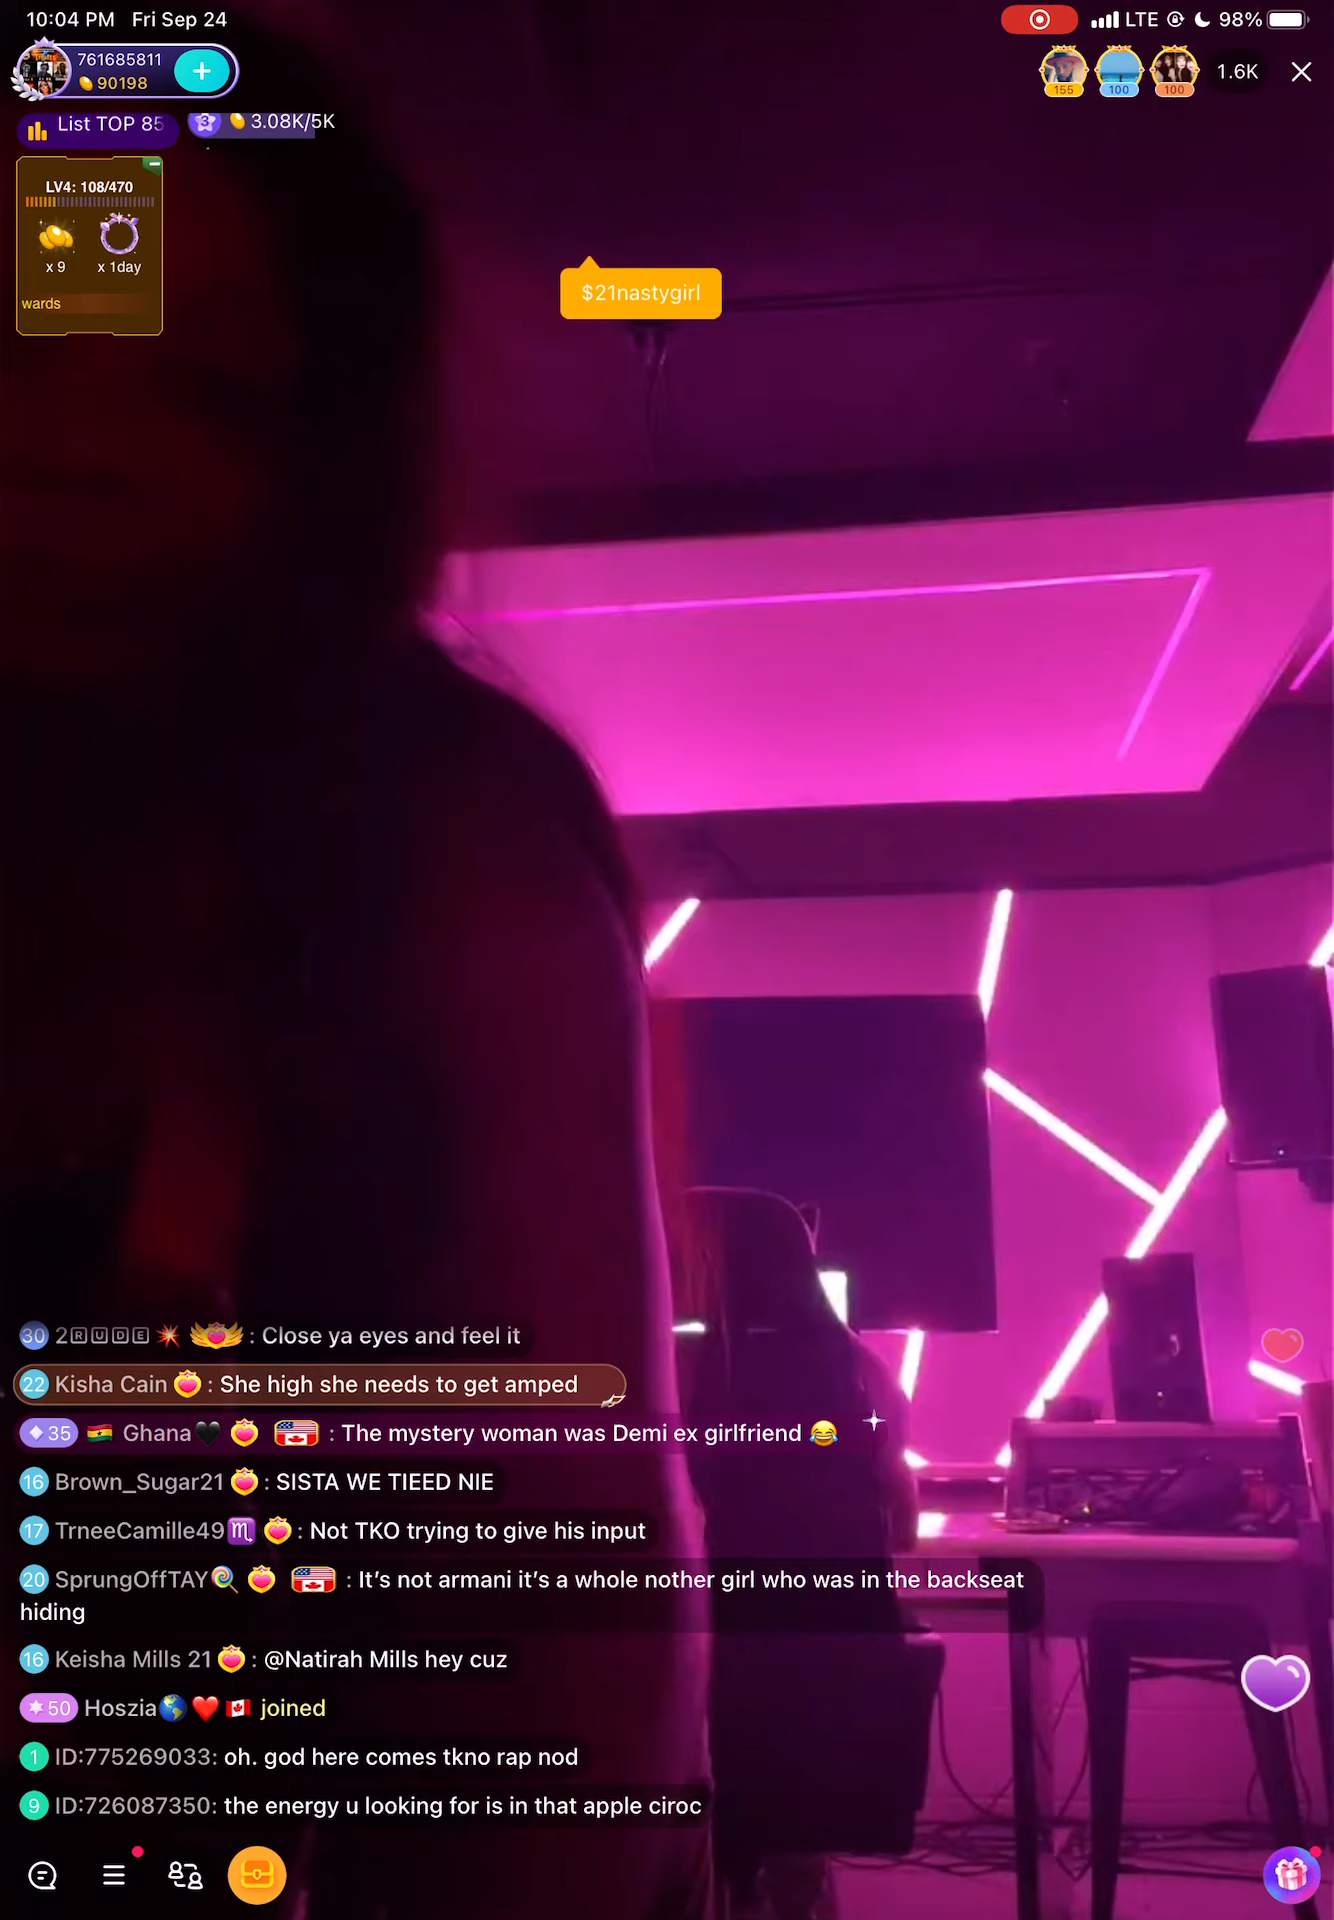 10:04 PM Fri Sep 24
LTE 98%
761685811
90198
155
100
100
1.6K
List TOP 85
3
3.08K/5K
LV4: 108/470
x 9 x 1day
wards
$21nastygirl
30 2🅁🅄🄳🄴💥 : Close ya eyes and feel it
22 Kisha Cain : She high she needs to get amped
35 🇬🇭 Ghana🖤 : The mystery woman was Demi ex girlfriend 😂
16 Brown_Sugar21 : SISTA WE TIEED NIE
17 TrneeCamille49♏ : Not TKO trying to give his input
20 SprungOffTAY🍭 : It's not armani it's a whole nother girl who was in the backseat
hiding
16 Keisha Mills 21 : @Natirah Mills hey cuz
50 Hoszia🌎❤️🇨🇦 joined
1 ID:775269033: oh. god here comes tkno rap nod
9 ID:726087350: the energy u looking for is in that apple ciroc